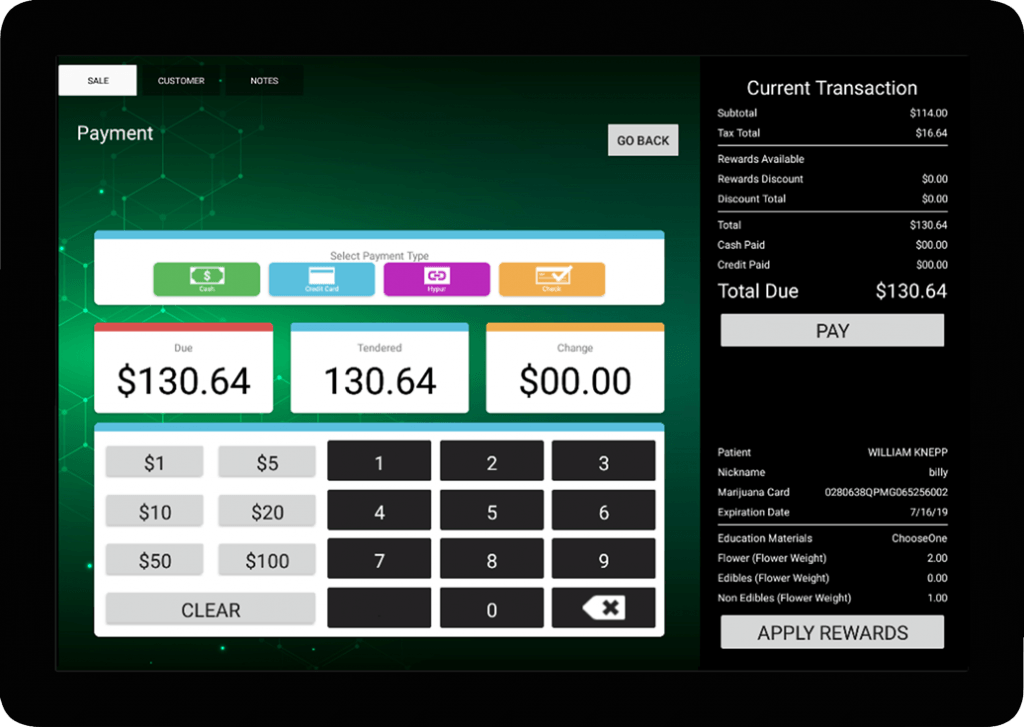 SALE CUSTOMER NOTES
Payment
GO BACK
Select Payment Type
Cash Credit Card Hypur Check
Due Tendered Change
$130.64 130.64 $00.00
$1 $5 1 2 3
$10 $20 4 5 6
$50 $100 7 8 9
CLEAR 0
Current Transaction
Subtotal $114.00
Tax Total $16.64
Rewards Available
Rewards Discount $0.00
Discount Total $0.00
Total $130.64
Cash Paid $00.00
Credit Paid $00.00
Total Due $130.64
PAY
Patient WILLIAM KNEPP
Nickname billy
Marijuana Card 0280638QPMG065256002
Expiration Date 7/16/19
Education Materials ChooseOne
Flower (Flower Weight) 2.00
Edibles (Flower Weight) 0.00
Non Edibles (Flower Weight) 1.00
APPLY REWARDS